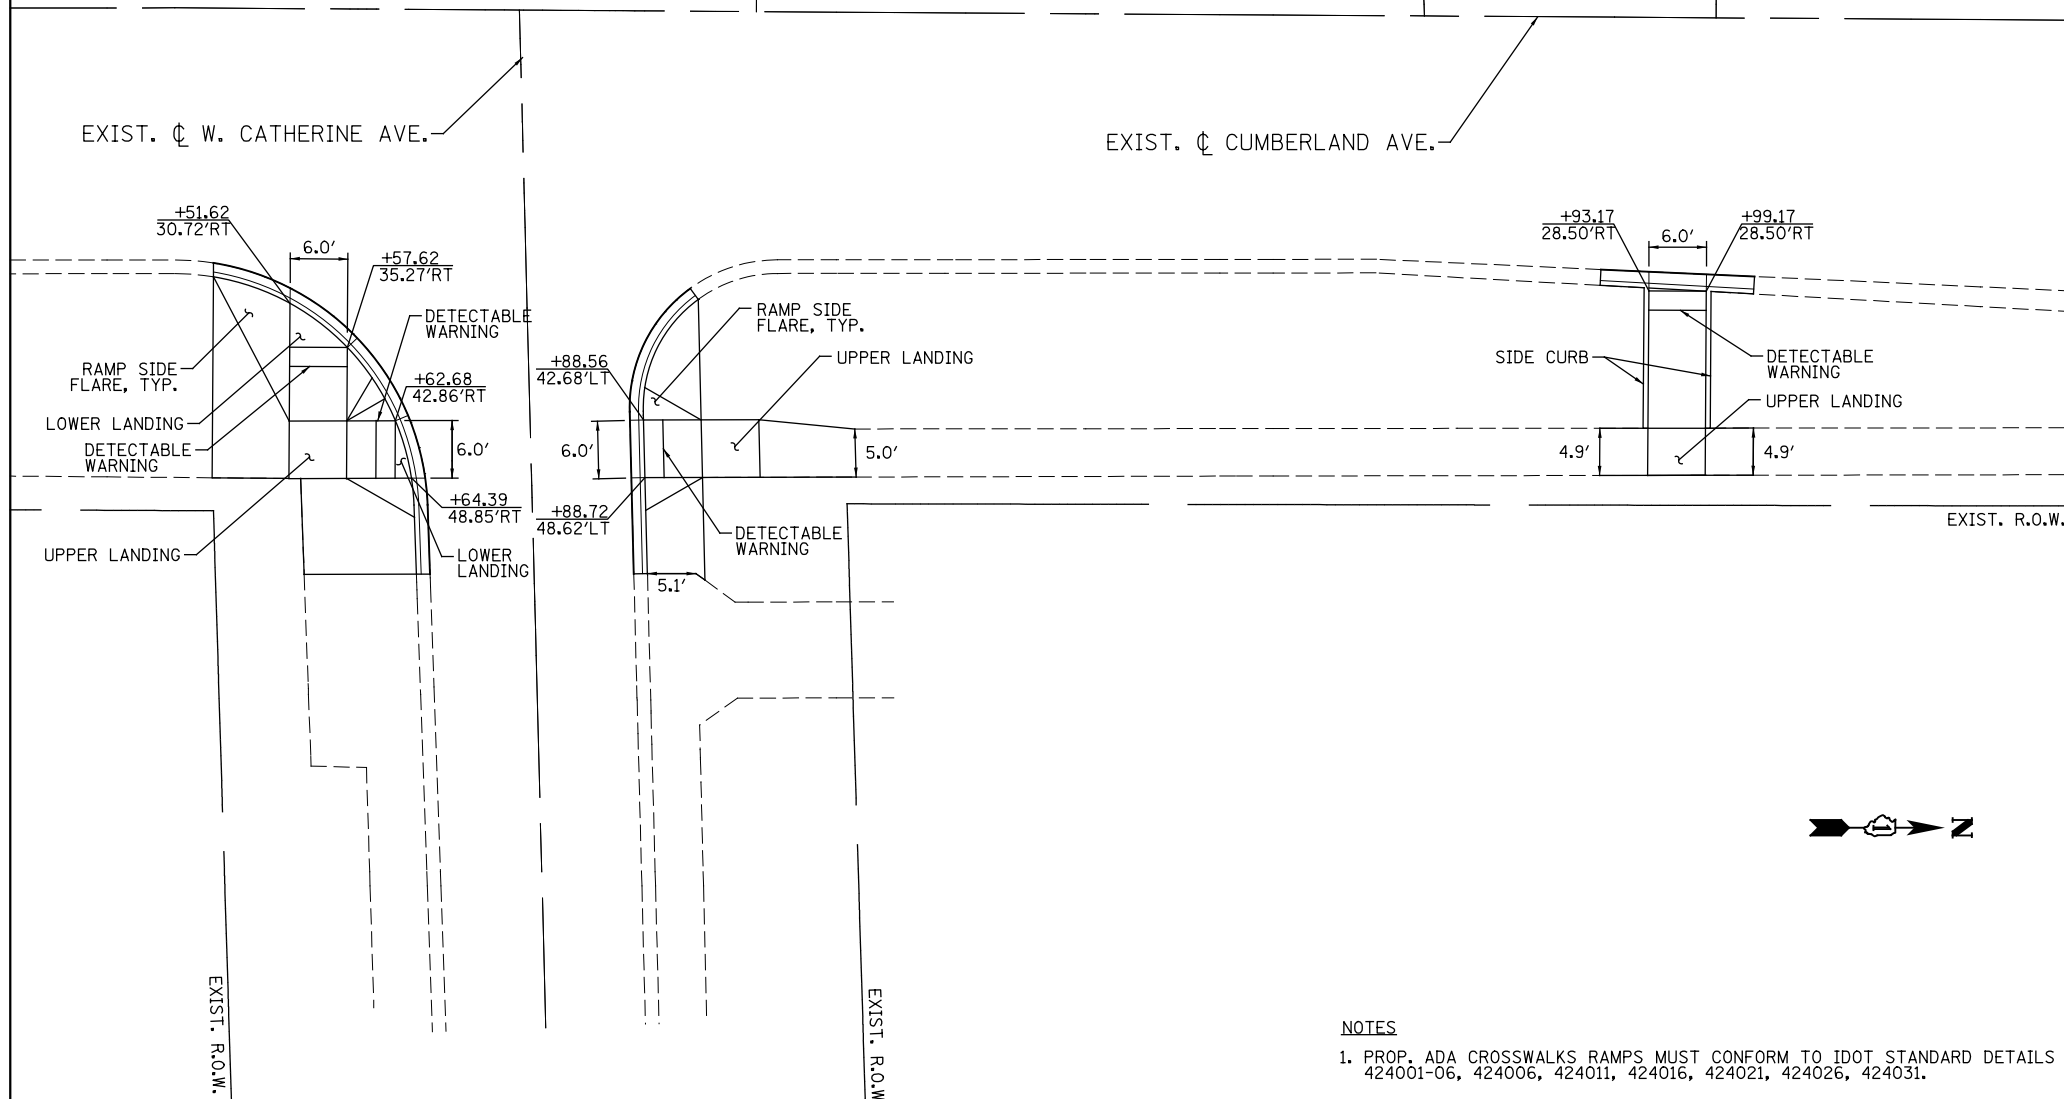 EXIST. ℄ W. CATHERINE AVE.
EXIST. ℄ CUMBERLAND AVE.
+51.62
30.72'RT
6.0'
+57.62
35.27'RT
DETECTABLE
WARNING
RAMP SIDE
FLARE, TYP.
+62.68
42.86'RT
LOWER LANDING
DETECTABLE
WARNING
6.0'
+64.39
48.85'RT
UPPER LANDING
LOWER
LANDING
RAMP SIDE
FLARE, TYP.
+88.56
42.68'LT
UPPER LANDING
6.0'
5.0'
+88.72
48.62'LT
DETECTABLE
WARNING
5.1'
+93.17
28.50'RT
6.0'
+99.17
28.50'RT
SIDE CURB
DETECTABLE
WARNING
UPPER LANDING
4.9'
4.9'
EXIST. R.O.W.
1
N
EXIST. R.O.W.
EXIST. R.O.W
NOTES
1. PROP. ADA CROSSWALKS RAMPS MUST CONFORM TO IDOT STANDARD DETAILS
424001-06, 424006, 424011, 424016, 424021, 424026, 424031.